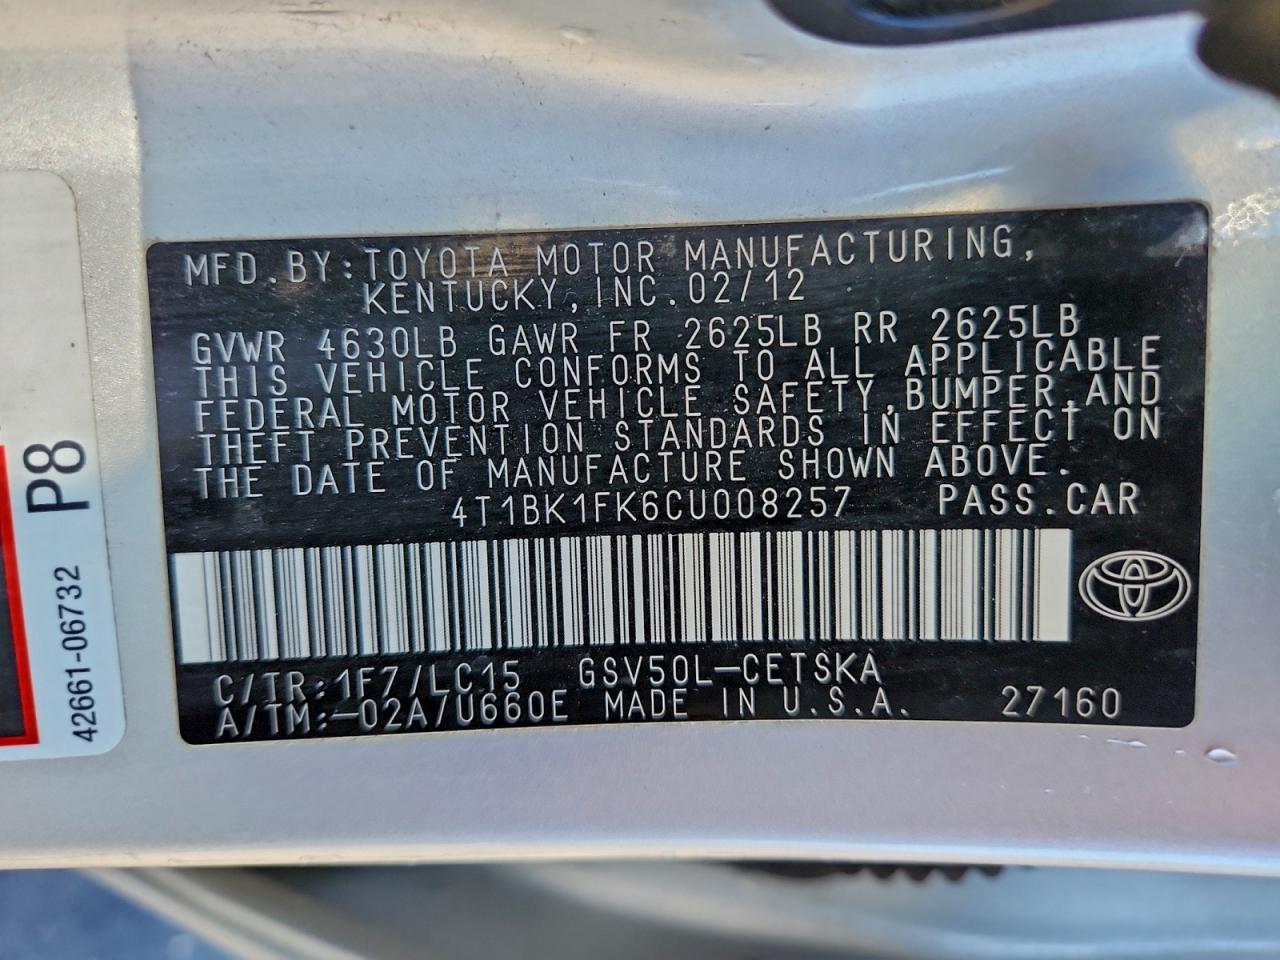 MFD.BY:TOYOTA MOTOR MANUFACTURING,
KENTUCKY,INC.02/12
GVWR 4630LB GAWR FR 2625LB RR 2625LB
THIS VEHICLE CONFORMS TO ALL APPLICABLE
FEDERAL MOTOR VEHICLE SAFETY,BUMPER,AND
THEFT PREVENTION STANDARDS IN EFFECT ON
THE DATE OF MANUFACTURE SHOWN ABOVE.
4T1BK1FK6CU008257 PASS.CAR
C/TR:1F7/LC15 GSV50L-CETSKA
A/TM:-02A/U660E MADE IN U.S.A. 27160
P8
42661-06732